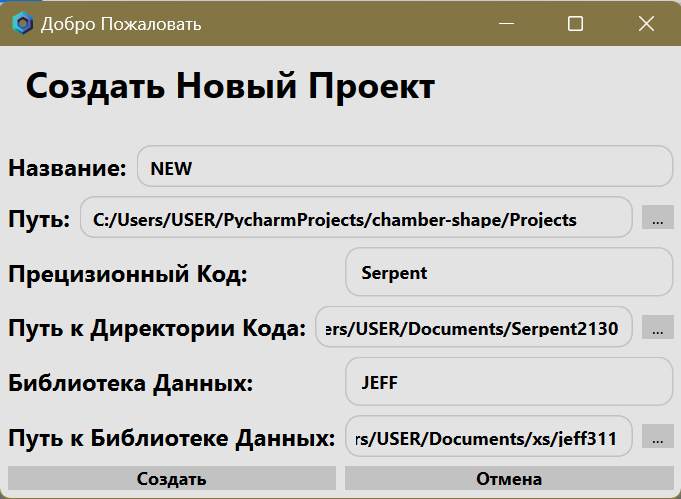 Добро Пожаловать
Создать Новый Проект
Название: NEW
Путь: C:/Users/USER/PycharmProjects/chamber-shape/Projects ...
Прецизионный Код: Serpent
Путь к Директории Кода: ers/USER/Documents/Serpent2130 ...
Библиотека Данных: JEFF
Путь к Библиотеке Данных: rs/USER/Documents/xs/jeff311 ...
Создать Отмена